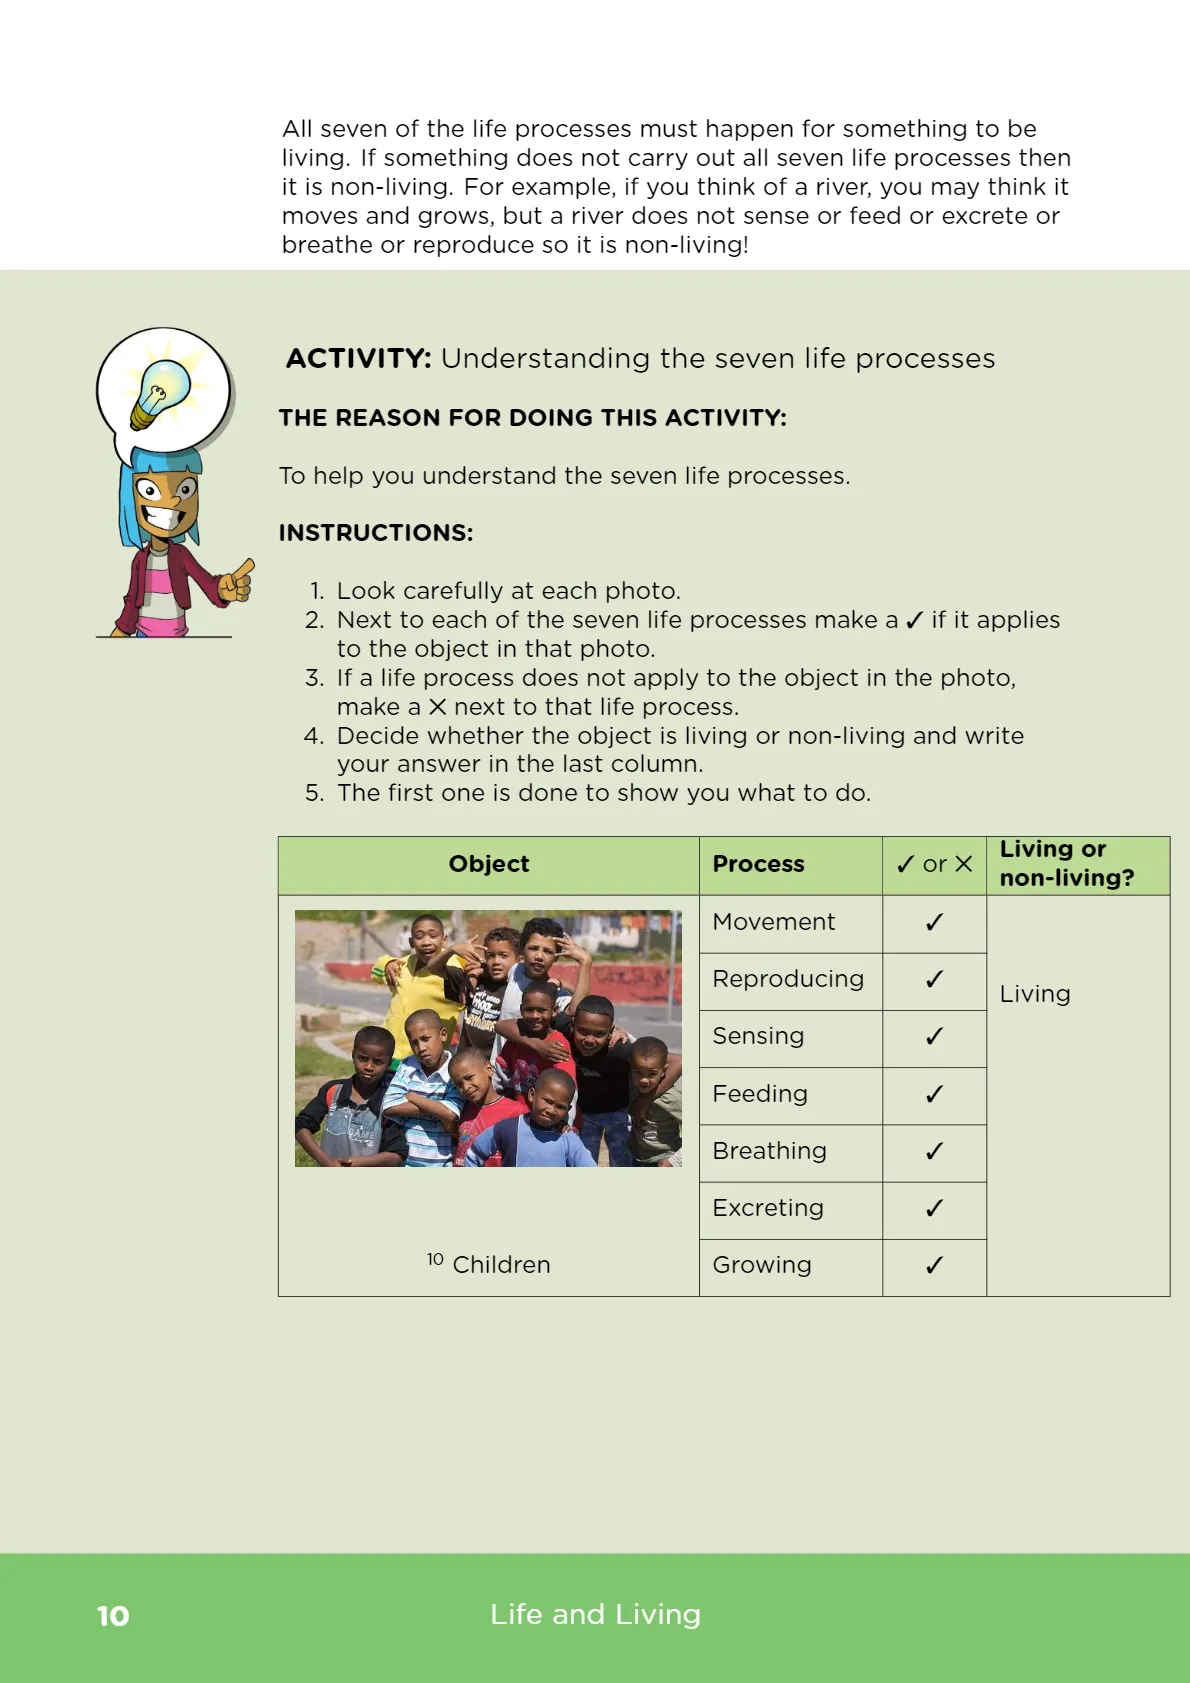 All seven of the life processes must happen for something to be
living. If something does not carry out all seven life processes then
it is non-living. For example, if you think of a river, you may think it
moves and grows, but a river does not sense or feed or excrete or
breathe or reproduce so it is non-living!
ACTIVITY: Understanding the seven life processes
THE REASON FOR DOING THIS ACTIVITY:
To help you understand the seven life processes.
INSTRUCTIONS:
1. Look carefully at each photo.
2. Next to each of the seven life processes make a ✓ if it applies
to the object in that photo.
3. If a life process does not apply to the object in the photo,
make a ✕ next to that life process.
4. Decide whether the object is living or non-living and write
your answer in the last column.
5. The first one is done to show you what to do.
Object Process ✓ or ✕ Living or
non-living?
Movement ✓
Reproducing ✓
Living
Sensing ✓
Feeding ✓
Breathing ✓
Excreting ✓
10 Children Growing ✓
10 Life and Living